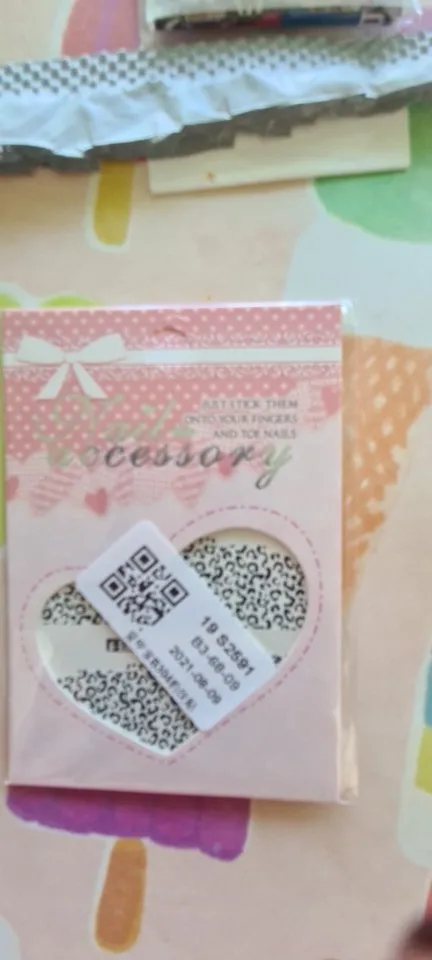 JUST STICK THEM
ONTO YOUR FINGERS
AND TOE NAILS
Nails
accessory
19 S2591
B3-68-09
2021-08-09